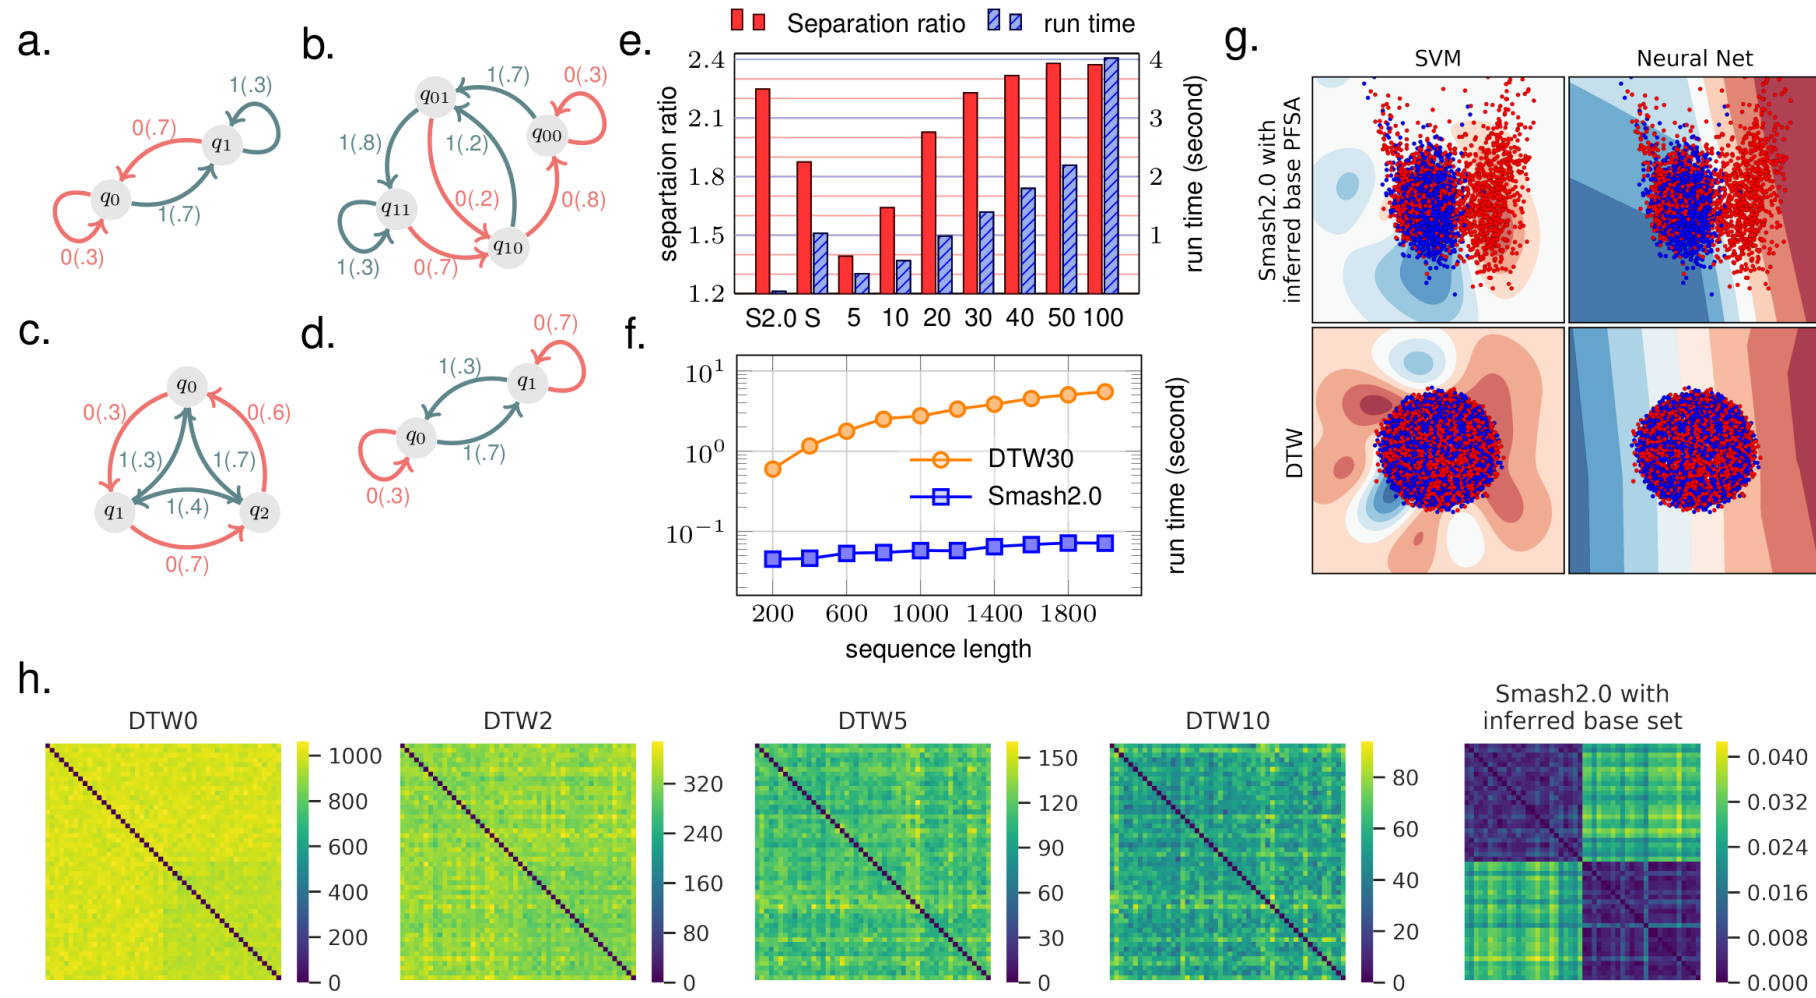 a.
1(.3)
0(.7)
q1
q0
1(.7)
0(.3)
b.
1(.7)
0(.3)
q01
q00
1(.8)
1(.2)
0(.2)
0(.8)
q11
q10
1(.3)
0(.7)
c.
q0
0(.3)
0(.6)
1(.3)
1(.7)
q1
1(.4)
q2
0(.7)
d.
0(.7)
1(.3)
q1
q0
1(.7)
0(.3)
e.
Separation ratio
run time
separtaion ratio
2.4
2.1
1.8
1.5
1.2
4
3
2
1
run time (second)
S2.0 S 5 10 20 30 40 50 100
f.
10^1
10^0
10^−1
DTW30
Smash2.0
run time (second)
200 600 1000 1400 1800
sequence length
g.
SVM
Neural Net
Smash2.0 with
inferred base PFSA
DTW
h.
DTW0
1000
800
600
400
200
0
DTW2
320
240
160
80
0
DTW5
150
120
90
60
30
0
DTW10
80
60
40
20
0
Smash2.0 with
inferred base set
0.040
0.032
0.024
0.016
0.008
0.000